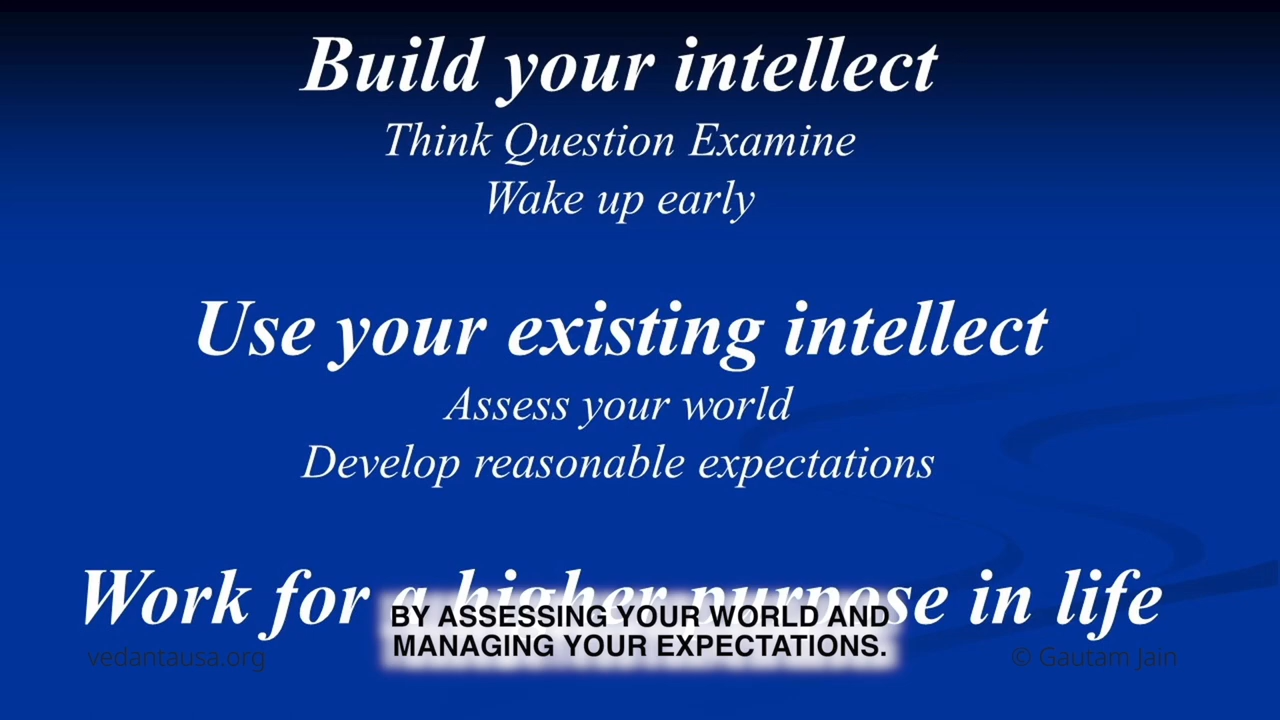 Build your intellect
Think Question Examine
Wake up early
Use your existing intellect
Assess your world
Develop reasonable expectations
Work for a higher purpose in life
BY ASSESSING YOUR WORLD AND
MANAGING YOUR EXPECTATIONS.
vedantausa.org
© Gautam Jain